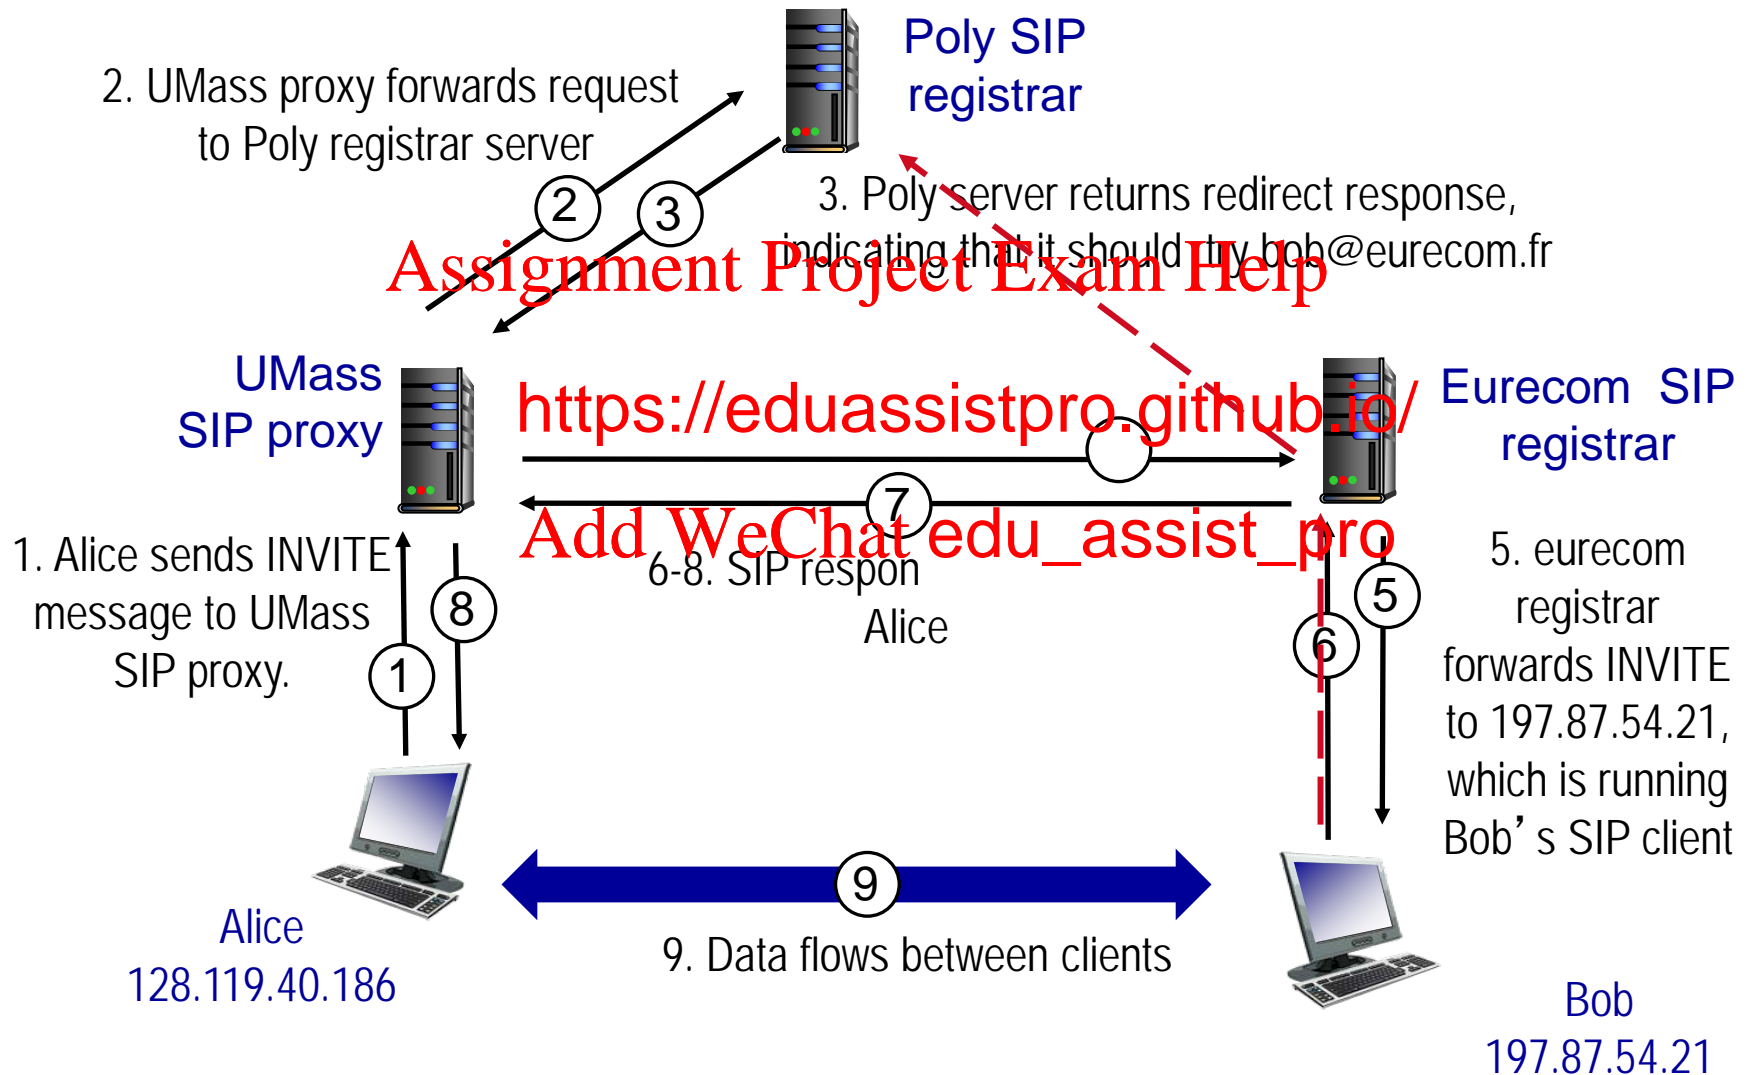 Poly SIP
registrar
2. UMass proxy forwards request
to Poly registrar server
2
3
3. Poly server returns redirect response,
indicating that it should try bob@eurecom.fr
Assignment Project Exam Help
UMass
SIP proxy
https://eduassistpro.github.io/
Eurecom SIP
registrar
7
Add WeChat edu_assist_pro
1. Alice sends INVITE
message to UMass
SIP proxy.
8
1
6-8. SIP respon
Alice
5
6
5. eurecom
registrar
forwards INVITE
to 197.87.54.21,
which is running
Bob’s SIP client
9
9. Data flows between clients
Alice
128.119.40.186
Bob
197.87.54.21